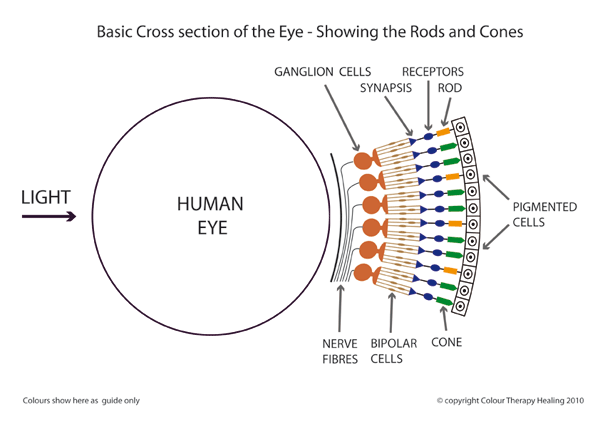 Basic Cross section of the Eye - Showing the Rods and Cones
GANGLION CELLS
RECEPTORS
SYNAPSIS
ROD
LIGHT
HUMAN
EYE
PIGMENTED
CELLS
NERVE
FIBRES
BIPOLAR
CELLS
CONE
Colours show here as guide only
© copyright Colour Therapy Healing 2010